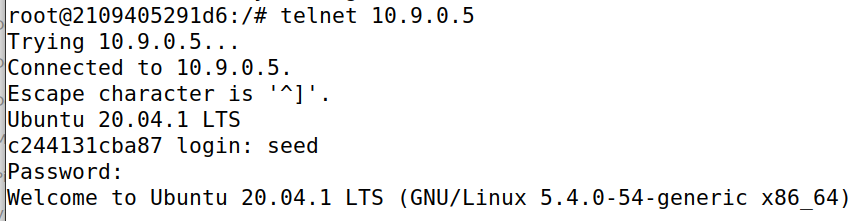 root@2109405291d6:/# telnet 10.9.0.5
Trying 10.9.0.5...
Connected to 10.9.0.5.
Escape character is '^]'.
Ubuntu 20.04.1 LTS
c244131cba87 login: seed
Password:
Welcome to Ubuntu 20.04.1 LTS (GNU/Linux 5.4.0-54-generic x86_64)